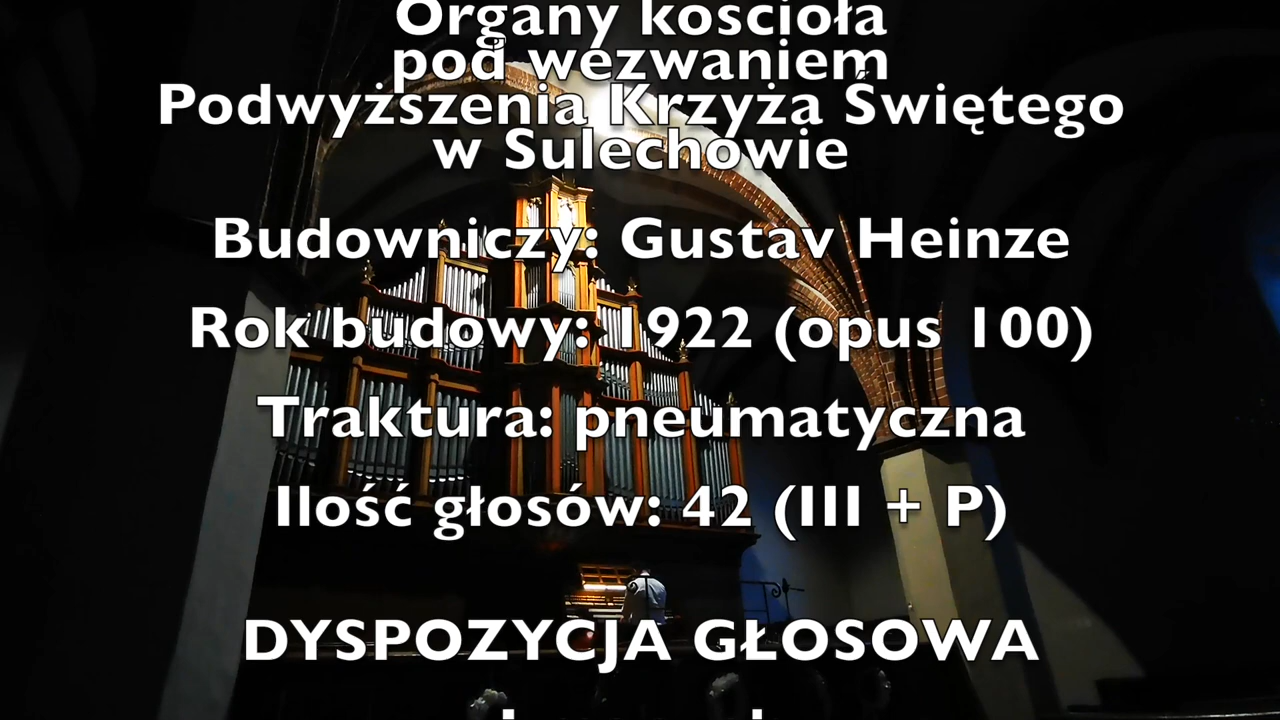 Organy kościoła
pod wezwaniem
Podwyższenia Krzyża Świętego
w Sulechowie
Budowniczy: Gustav Heinze
Rok budowy: 1922 (opus 100)
Traktura: pneumatyczna
Ilość głosów: 42 (III + P)
DYSPOZYCJA GŁOSOWA